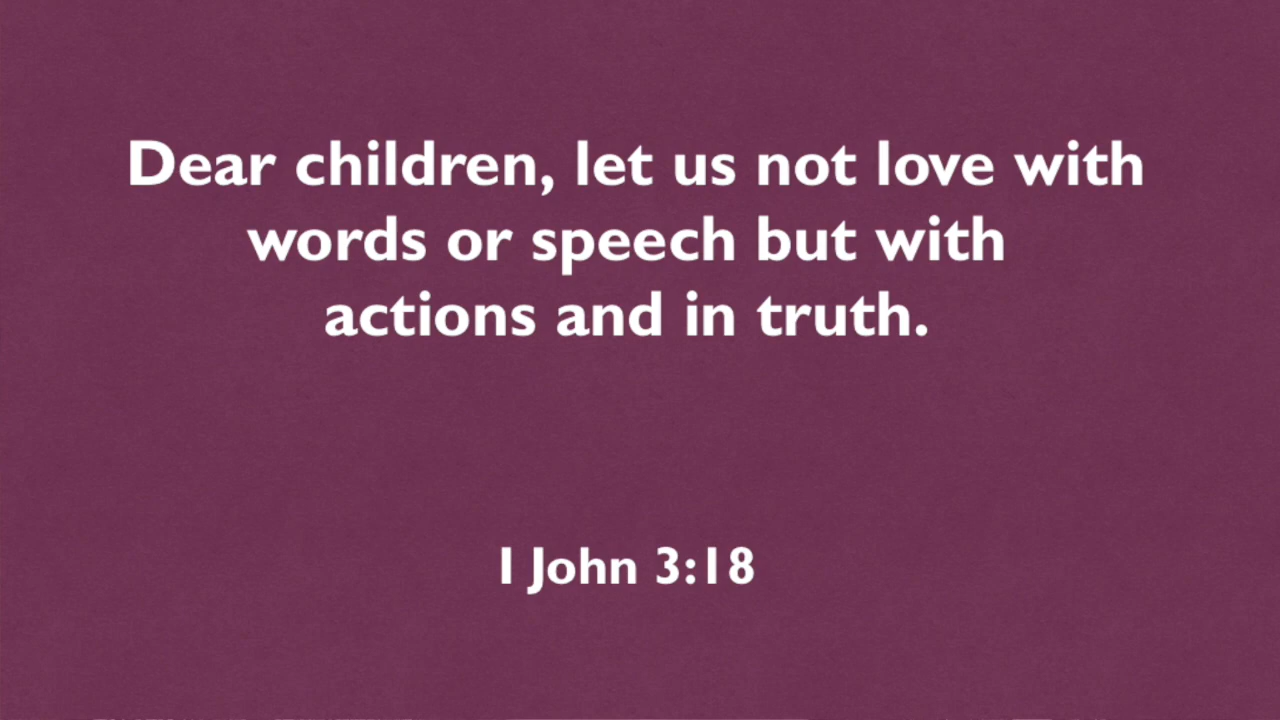 Dear children, let us not love with
words or speech but with
actions and in truth.
1 John 3:18